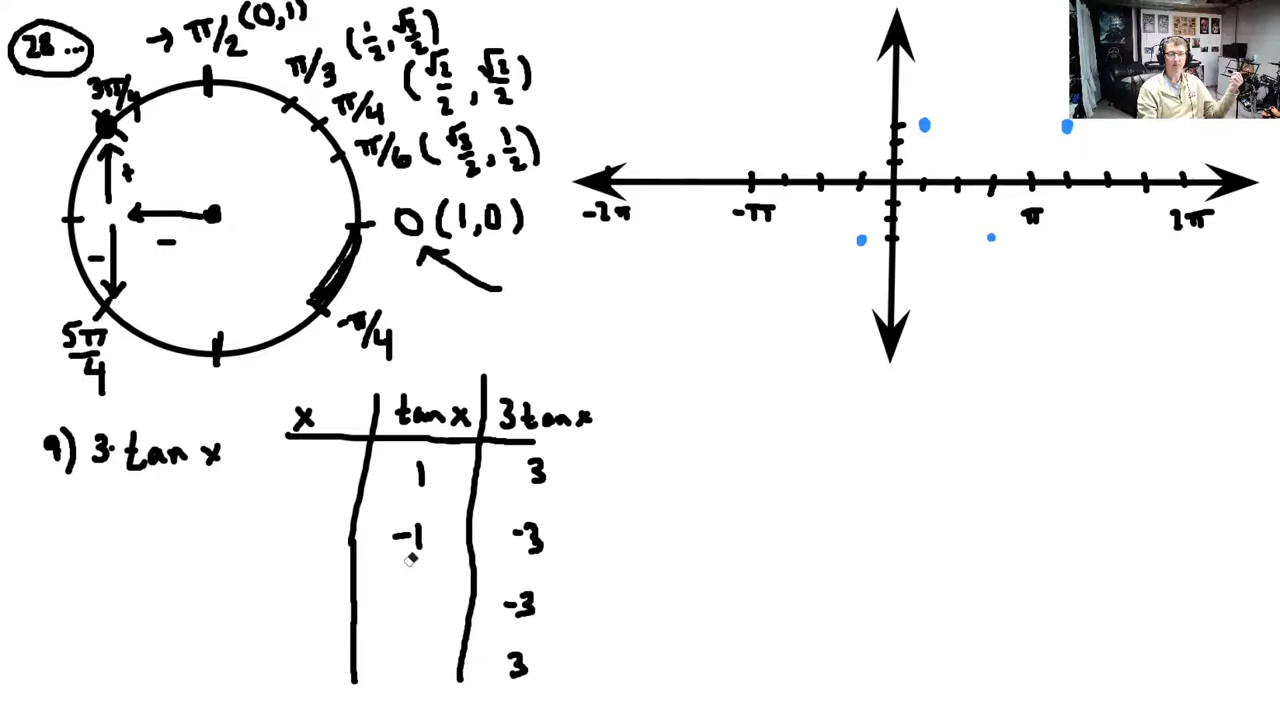 28...
→ π/2 (0,1)
π/3 (1/2, √3/2)
3π/4
π/4 (√2/2, √2/2)
π/6 (√3/2, 1/2)
0 (1,0)
+
-
-
5π/4
-π/4
-2π -π π 2π
9) 3· tan x
x tan x 3 tan x
1 3
-1 -3
-3
3